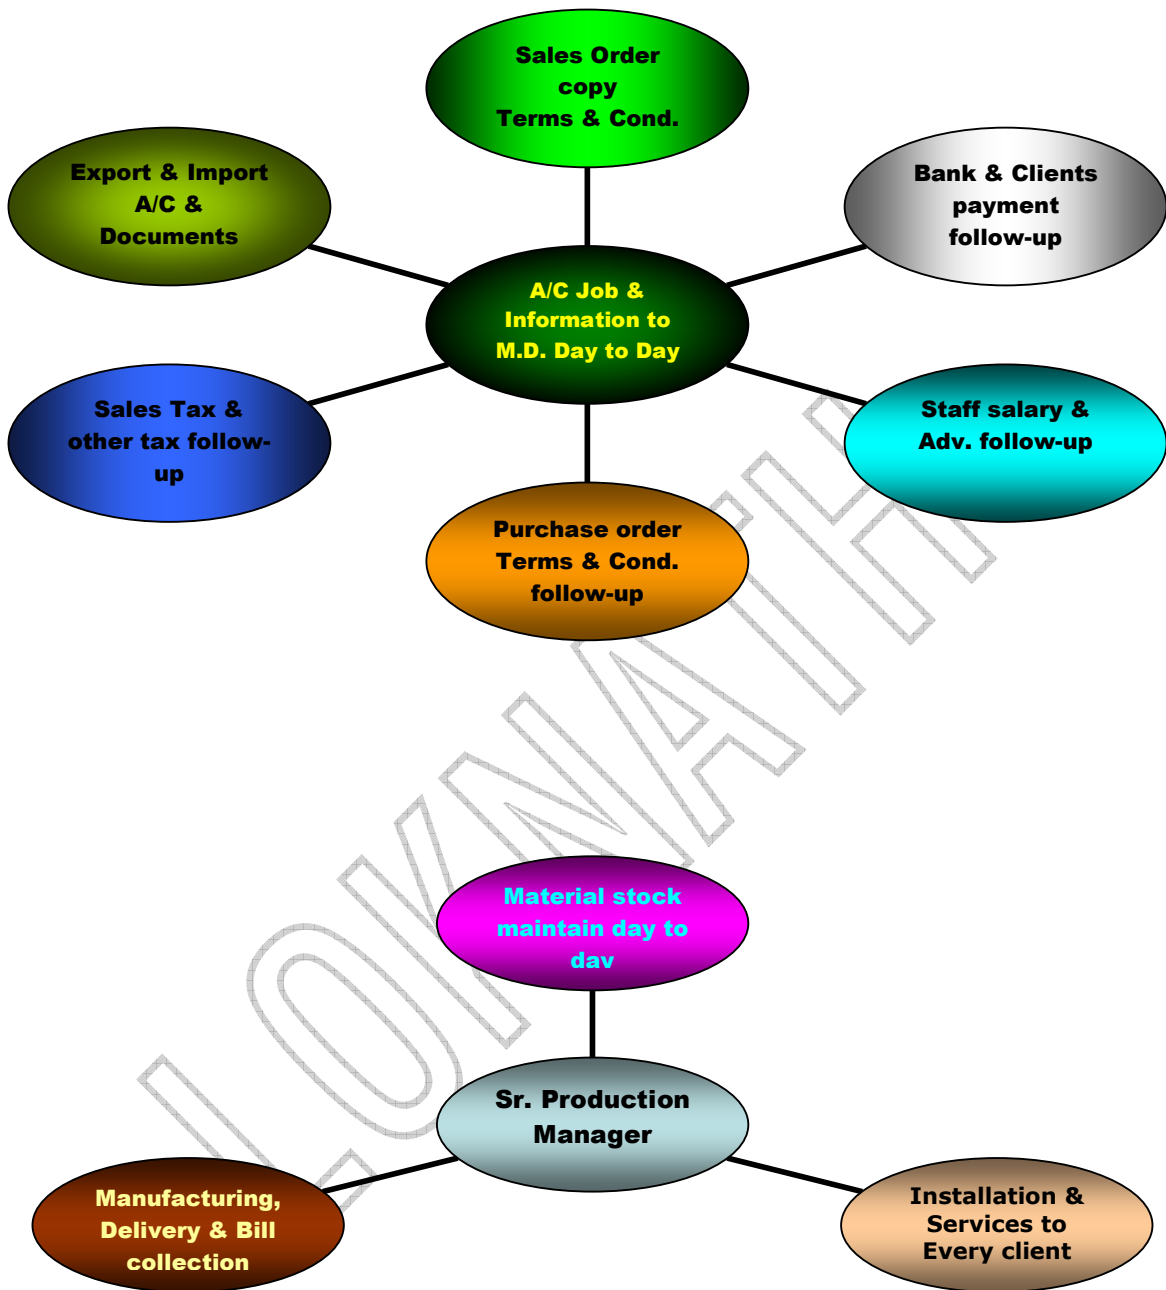 Sales Order
copy
Terms & Cond.
Export & Import
A/C &
Documents
Bank & Clients
payment
follow-up
A/C Job &
Information to
M.D. Day to Day
Sales Tax &
other tax follow-
up
Staff salary &
Adv. follow-up
Purchase order
Terms & Cond.
follow-up
LOKNATH
Material stock
maintain day to
day
Sr. Production
Manager
Manufacturing,
Delivery & Bill
collection
Installation &
Services to
Every client